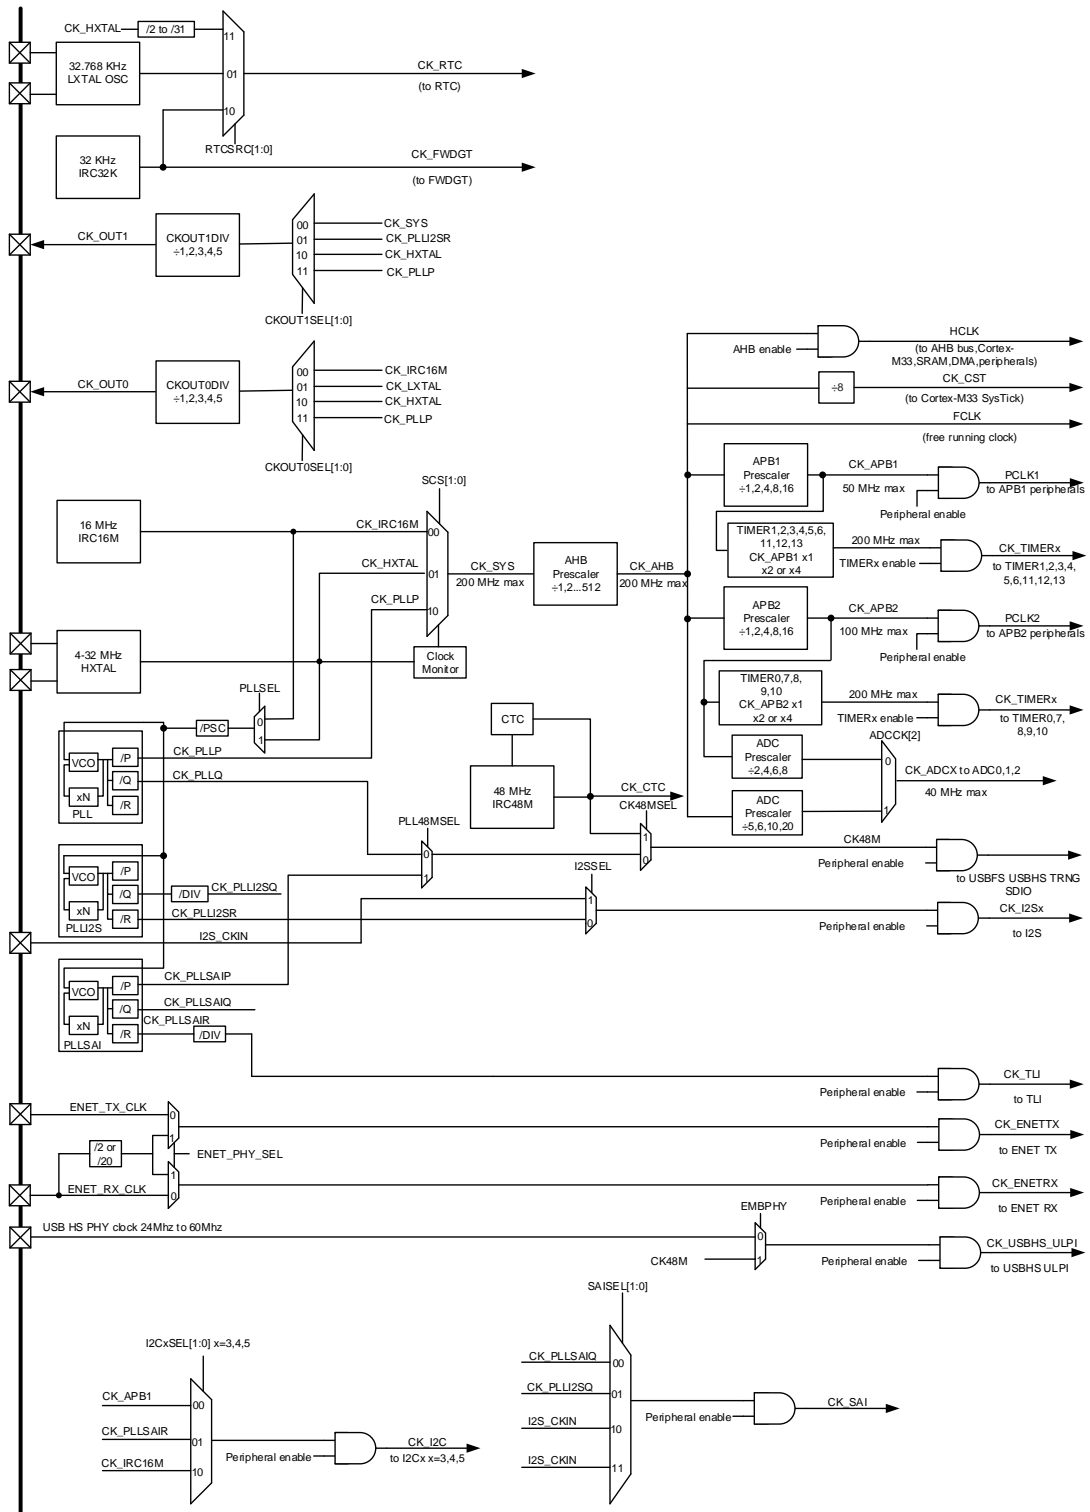 CK_HXTAL
/2 to /31
11
32.768 KHz
LXTAL OSC
01
CK_RTC
(to RTC)
10
RTCSRC[1:0]
32 KHz
IRC32K
CK_FWDGT
(to FWDGT)
CK_OUT1
CKOUT1DIV
÷1,2,3,4,5
00
01
10
11
CK_SYS
CK_PLLI2SR
CK_HXTAL
CK_PLLP
CKOUT1SEL[1:0]
CK_OUT0
CKOUT0DIV
÷1,2,3,4,5
00
01
10
11
CK_IRC16M
CK_LXTAL
CK_HXTAL
CK_PLLP
CKOUT0SEL[1:0]
AHB enable
HCLK
(to AHB bus,Cortex-
M33,SRAM,DMA,peripherals)
÷8
CK_CST
(to Cortex-M33 SysTick)
FCLK
(free running clock)
APB1
Prescaler
÷1,2,4,8,16
CK_APB1
50 MHz max
Peripheral enable
PCLK1
to APB1 peripherals
TIMER1,2,3,4,5,6,
11,12,13
CK_APB1 x1
x2 or x4
200 MHz max
TIMERx enable
CK_TIMERx
to TIMER1,2,3,4,
5,6,11,12,13
SCS[1:0]
16 MHz
IRC16M
CK_IRC16M
00
CK_HXTAL
01
CK_PLLP
10
CK_SYS
200 MHz max
AHB
Prescaler
÷1,2...512
CK_AHB
200 MHz max
APB2
Prescaler
÷1,2,4,8,16
CK_APB2
100 MHz max
Peripheral enable
PCLK2
to APB2 peripherals
4-32 MHz
HXTAL
Clock
Monitor
TIMER0,7,8,
9,10
CK_APB2 x1
x2 or x4
200 MHz max
TIMERx enable
CK_TIMERx
to TIMER0,7,
8,9,10
PLLSEL
0
1
/PSC
VCO
xN
/P
/Q
/R
PLL
CK_PLLP
CK_PLLQ
CTC
48 MHz
IRC48M
CK_CTC
CK48MSEL
1
0
ADC
Prescaler
÷2,4,6,8
ADC
Prescaler
÷5,6,10,20
ADCCK[2]
0
1
CK_ADCX to ADC0,1,2
40 MHz max
PLL48MSEL
0
1
CK48M
Peripheral enable
to USBFS USBHS TRNG
SDIO
VCO
xN
/P
/Q
/R
PLLI2S
/DIV
CK_PLLI2SQ
CK_PLLI2SR
I2SSEL
1
0
I2S_CKIN
Peripheral enable
CK_I2Sx
to I2S
VCO
xN
/P
/Q
/R
PLLSAI
CK_PLLSAIP
CK_PLLSAIQ
CK_PLLSAIR
/DIV
Peripheral enable
CK_TLI
to TLI
ENET_TX_CLK
0
1
/2 or
/20
ENET_PHY_SEL
ENET_RX_CLK
1
0
Peripheral enable
CK_ENETTX
to ENET TX
Peripheral enable
CK_ENETRX
to ENET RX
USB HS PHY clock 24Mhz to 60Mhz
EMBPHY
0
1
CK48M
Peripheral enable
CK_USBHS_ULPI
to USBHS ULPI
I2CxSEL[1:0] x=3,4,5
CK_APB1
00
CK_PLLSAIR
01
CK_IRC16M
10
Peripheral enable
CK_I2C
to I2Cx x=3,4,5
SAISEL[1:0]
CK_PLLSAIQ
00
CK_PLLI2SQ
01
I2S_CKIN
10
I2S_CKIN
11
Peripheral enable
CK_SAI